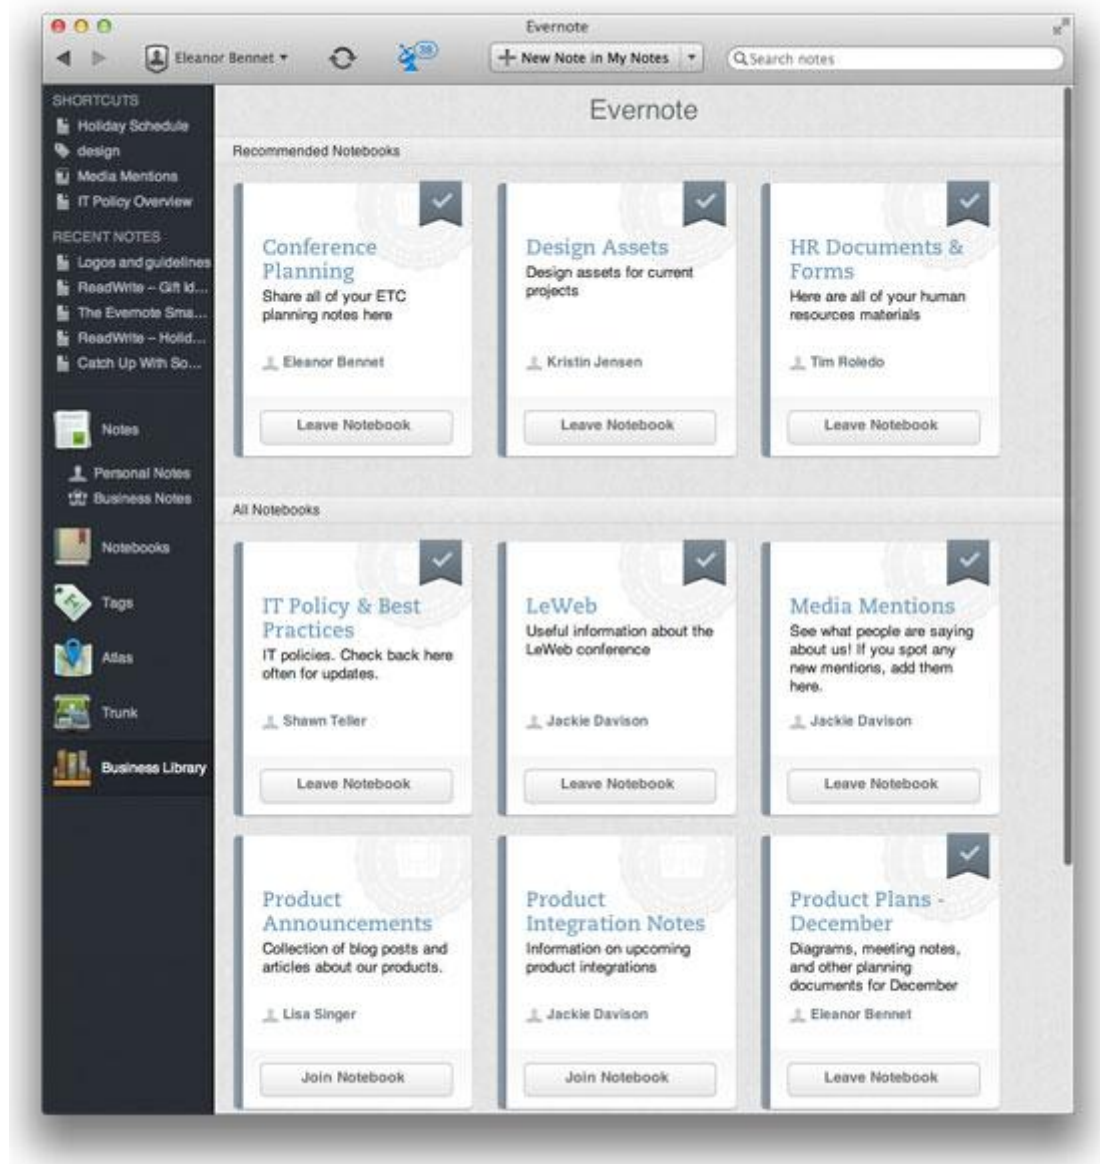 Evernote
Eleanor Bennet
38
New Note in My Notes
Search notes
SHORTCUTS
Holiday Schedule
design
Media Mentions
IT Policy Overview
RECENT NOTES
Logos and guidelines
ReadWrite – Gift Id...
The Evernote Sma...
ReadWrite – Holid...
Catch Up With So...
Notes
Personal Notes
Business Notes
Notebooks
Tags
Atlas
Trunk
Business Library
Evernote
Recommended Notebooks
Conference
Planning
Share all of your ETC
planning notes here
Eleanor Bennet
Leave Notebook
Design Assets
Design assets for current
projects
Kristin Jensen
Leave Notebook
HR Documents &
Forms
Here are all of your human
resources materials
Tim Roledo
Leave Notebook
All Notebooks
IT Policy & Best
Practices
IT policies. Check back here
often for updates.
Shawn Teller
Leave Notebook
LeWeb
Useful information about the
LeWeb conference
Jackie Davison
Leave Notebook
Media Mentions
See what people are saying
about us! If you spot any
new mentions, add them
here.
Jackie Davison
Leave Notebook
Product
Announcements
Collection of blog posts and
articles about our products.
Lisa Singer
Join Notebook
Product
Integration Notes
Information on upcoming
product integrations
Jackie Davison
Join Notebook
Product Plans -
December
Diagrams, meeting notes,
and other planning
documents for December
Eleanor Bennet
Leave Notebook